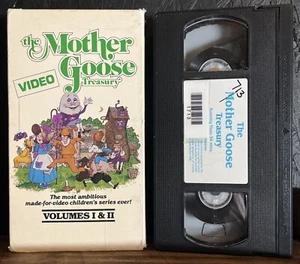 the Mother
Goose
Treasury
VIDEO
The most ambitious
made-for-video children's series ever!
VOLUMES I & II
73
The
Mother Goose
Treasury